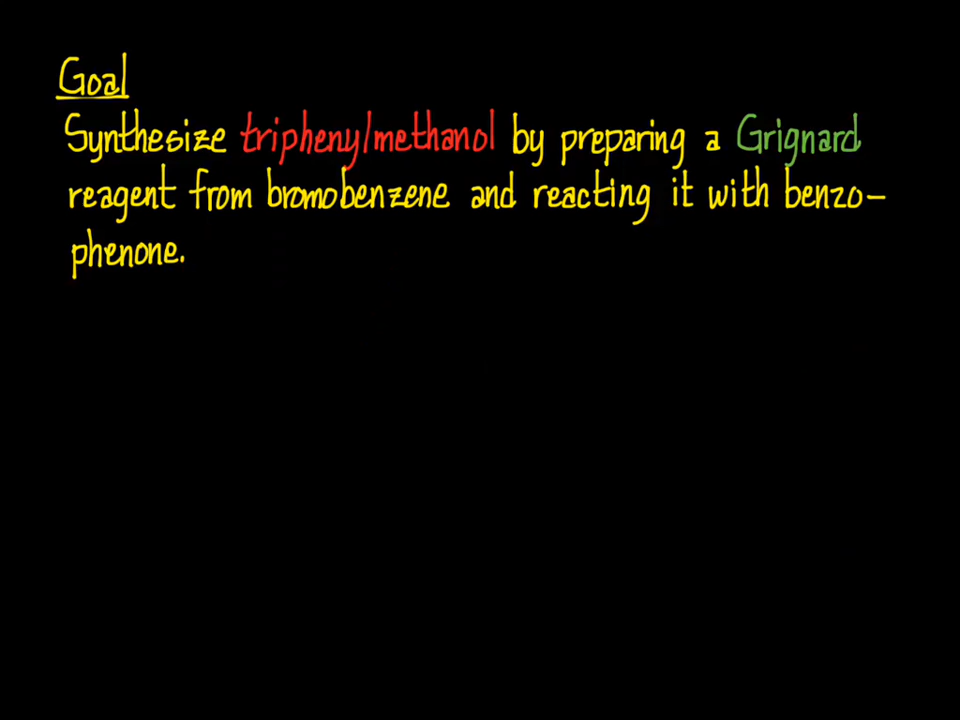 Goal
Synthesize triphenylmethanol by preparing a Grignard
reagent from bromobenzene and reacting it with benzo-
phenone.